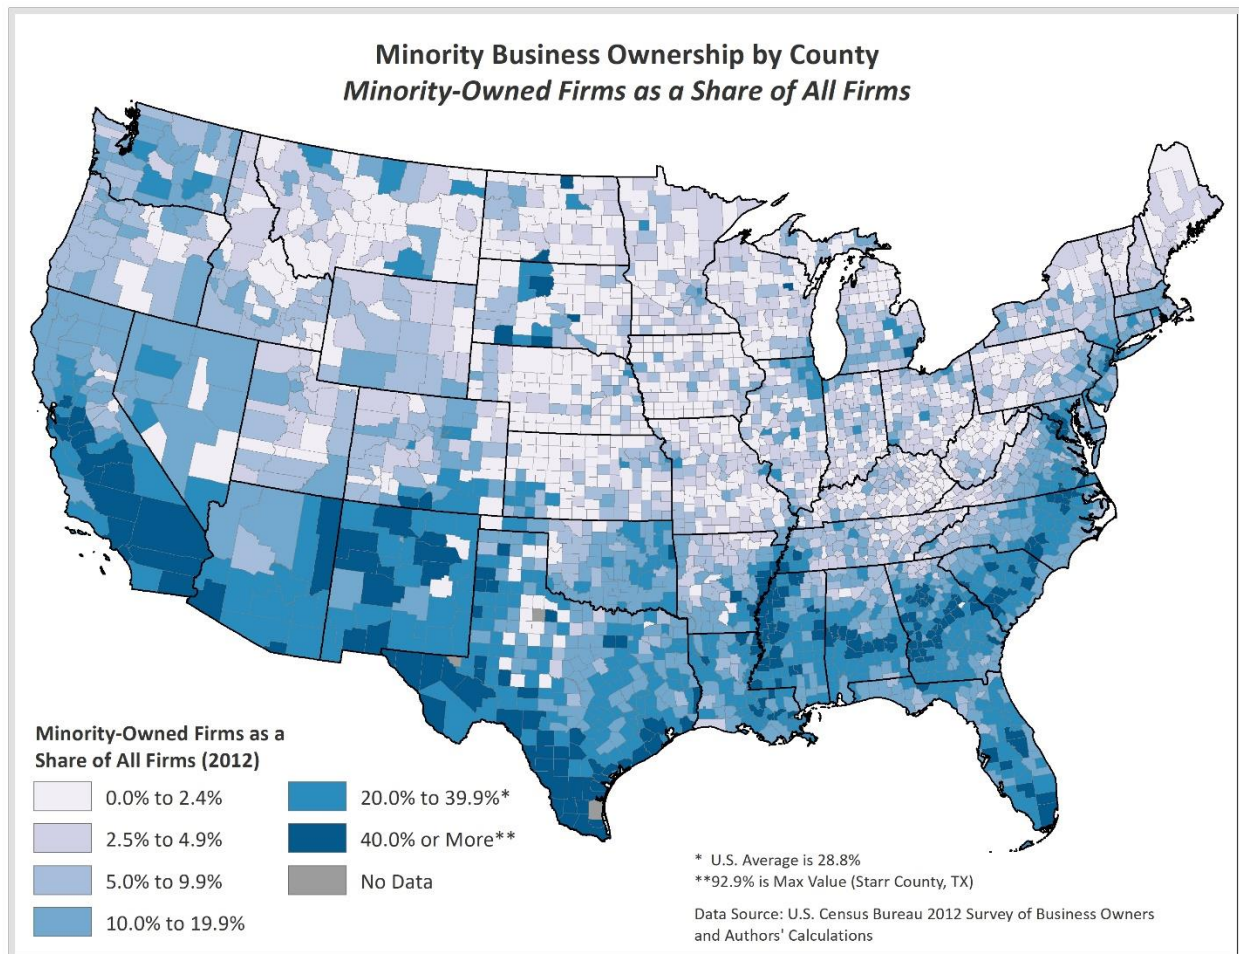 Minority Business Ownership by County
Minority-Owned Firms as a Share of All Firms
Minority-Owned Firms as a
Share of All Firms (2012)
0.0% to 2.4%
2.5% to 4.9%
5.0% to 9.9%
10.0% to 19.9%
20.0% to 39.9%*
40.0% or More**
No Data
* U.S. Average is 28.8%
**92.9% is Max Value (Starr County, TX)
Data Source: U.S. Census Bureau 2012 Survey of Business Owners
and Authors' Calculations